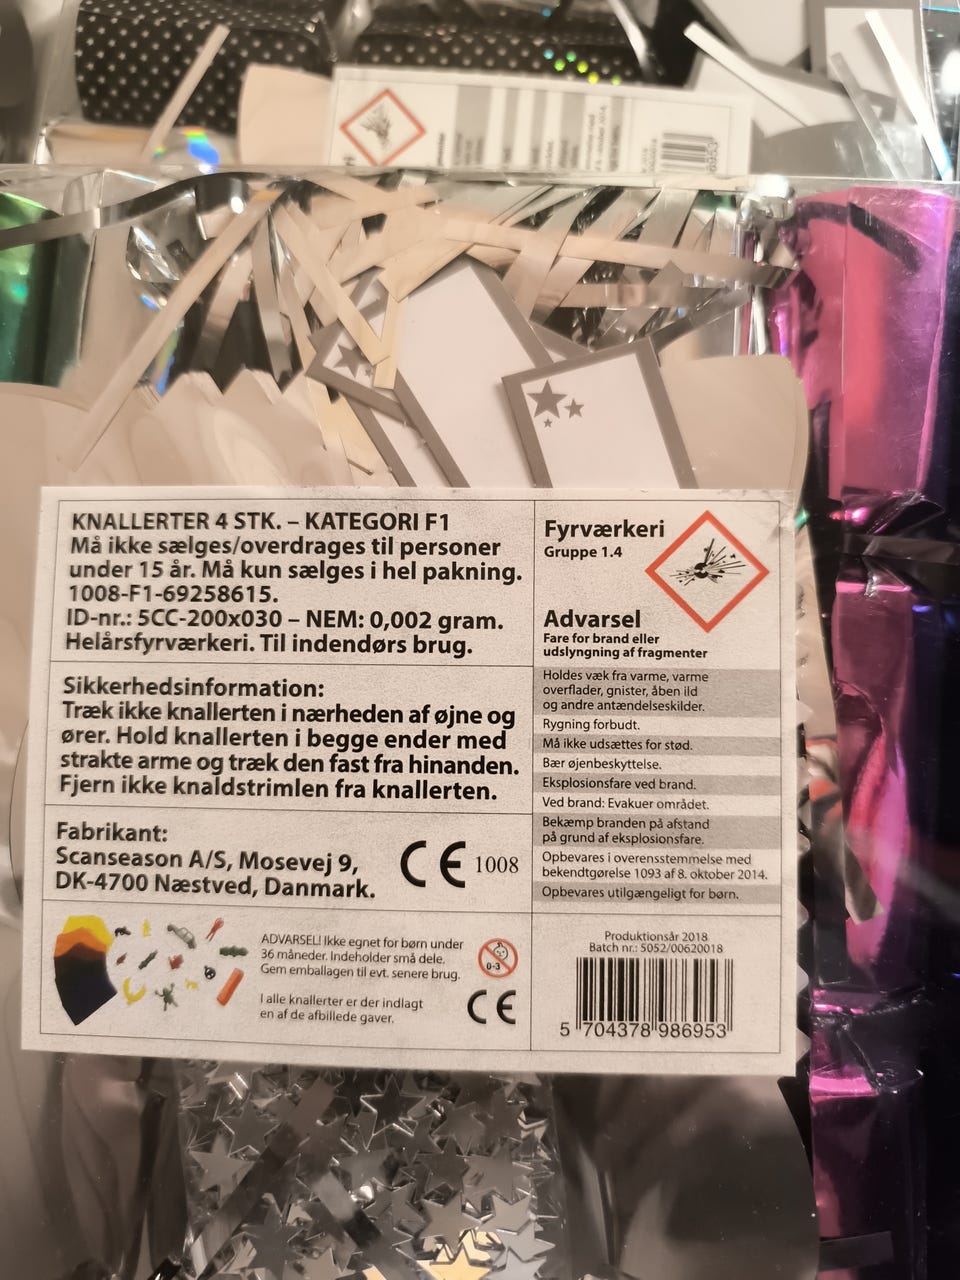 KNALLERTER 4 STK. – KATEGORI F1
Må ikke sælges/overdrages til personer
under 15 år. Må kun sælges i hel pakning.
1008-F1-69258615.
ID-nr.: 5CC-200x030 – NEM: 0,002 gram.
Helårsfyrværkeri. Til indendørs brug.
Sikkerhedsinformation:
Træk ikke knallerten i nærheden af øjne og
ører. Hold knallerten i begge ender med
strakte arme og træk den fast fra hinanden.
Fjern ikke knaldstrimlen fra knallerten.
Fabrikant:
Scanseason A/S, Mosevej 9,
DK-4700 Næstved, Danmark.
CE 1008
ADVARSEL! Ikke egnet for børn under
36 måneder. Indeholder små dele.
Gem emballagen til evt. senere brug.
0-3
I alle knallerter er der indlagt
en af de afbillede gaver.
CE
Fyrværkeri
Gruppe 1.4
Advarsel
Fare for brand eller
udslyngning af fragmenter
Holdes væk fra varme, varme
overflader, gnister, åben ild
og andre antændelseskilder.
Rygning forbudt.
Må ikke udsættes for stød.
Bær øjenbeskyttelse.
Eksplosionsfare ved brand.
Ved brand: Evakuer området.
Bekæmp branden på afstand
på grund af eksplosionsfare.
Opbevares i overensstemmelse med
bekendtgørelse 1093 af 8. oktober 2014.
Opbevares utilgængeligt for børn.
Produktionsår 2018
Batch nr.: 5052/00620018
5 704378 986953